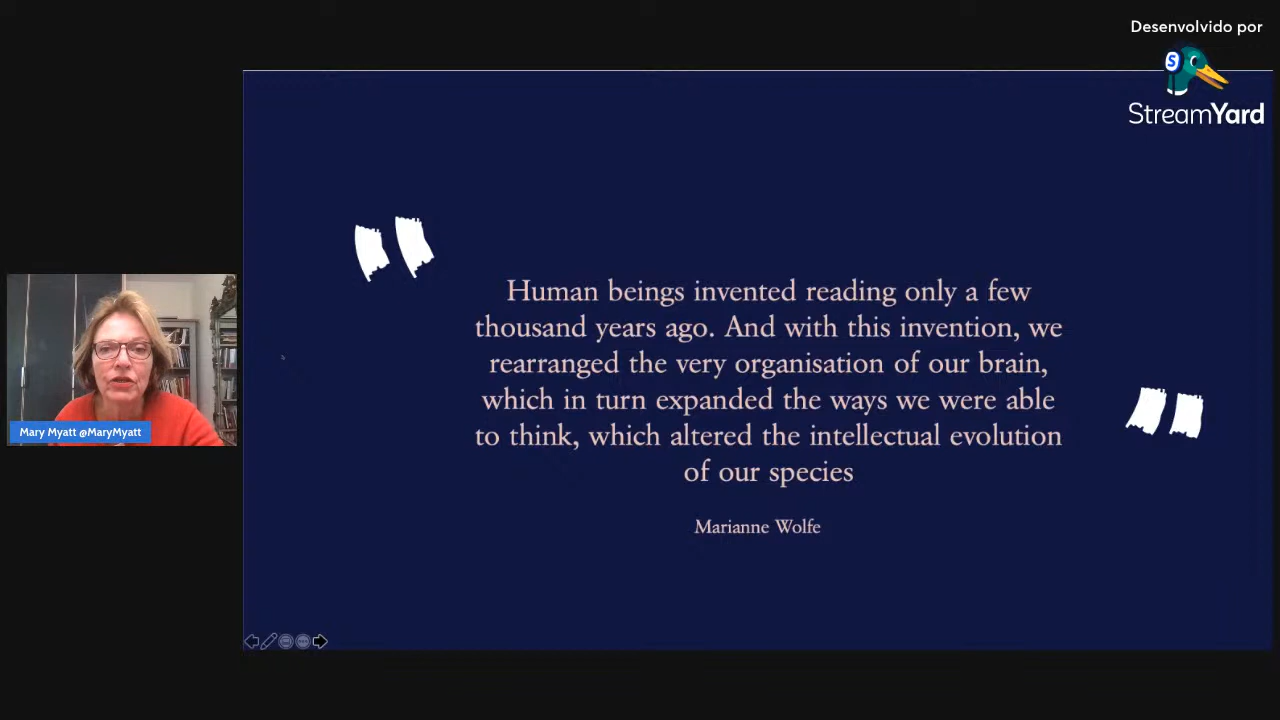 Desenvolvido por
S
StreamYard
Human beings invented reading only a few
thousand years ago. And with this invention, we
rearranged the very organisation of our brain,
which in turn expanded the ways we were able
to think, which altered the intellectual evolution
of our species
Marianne Wolfe
Mary Myatt @MaryMyatt